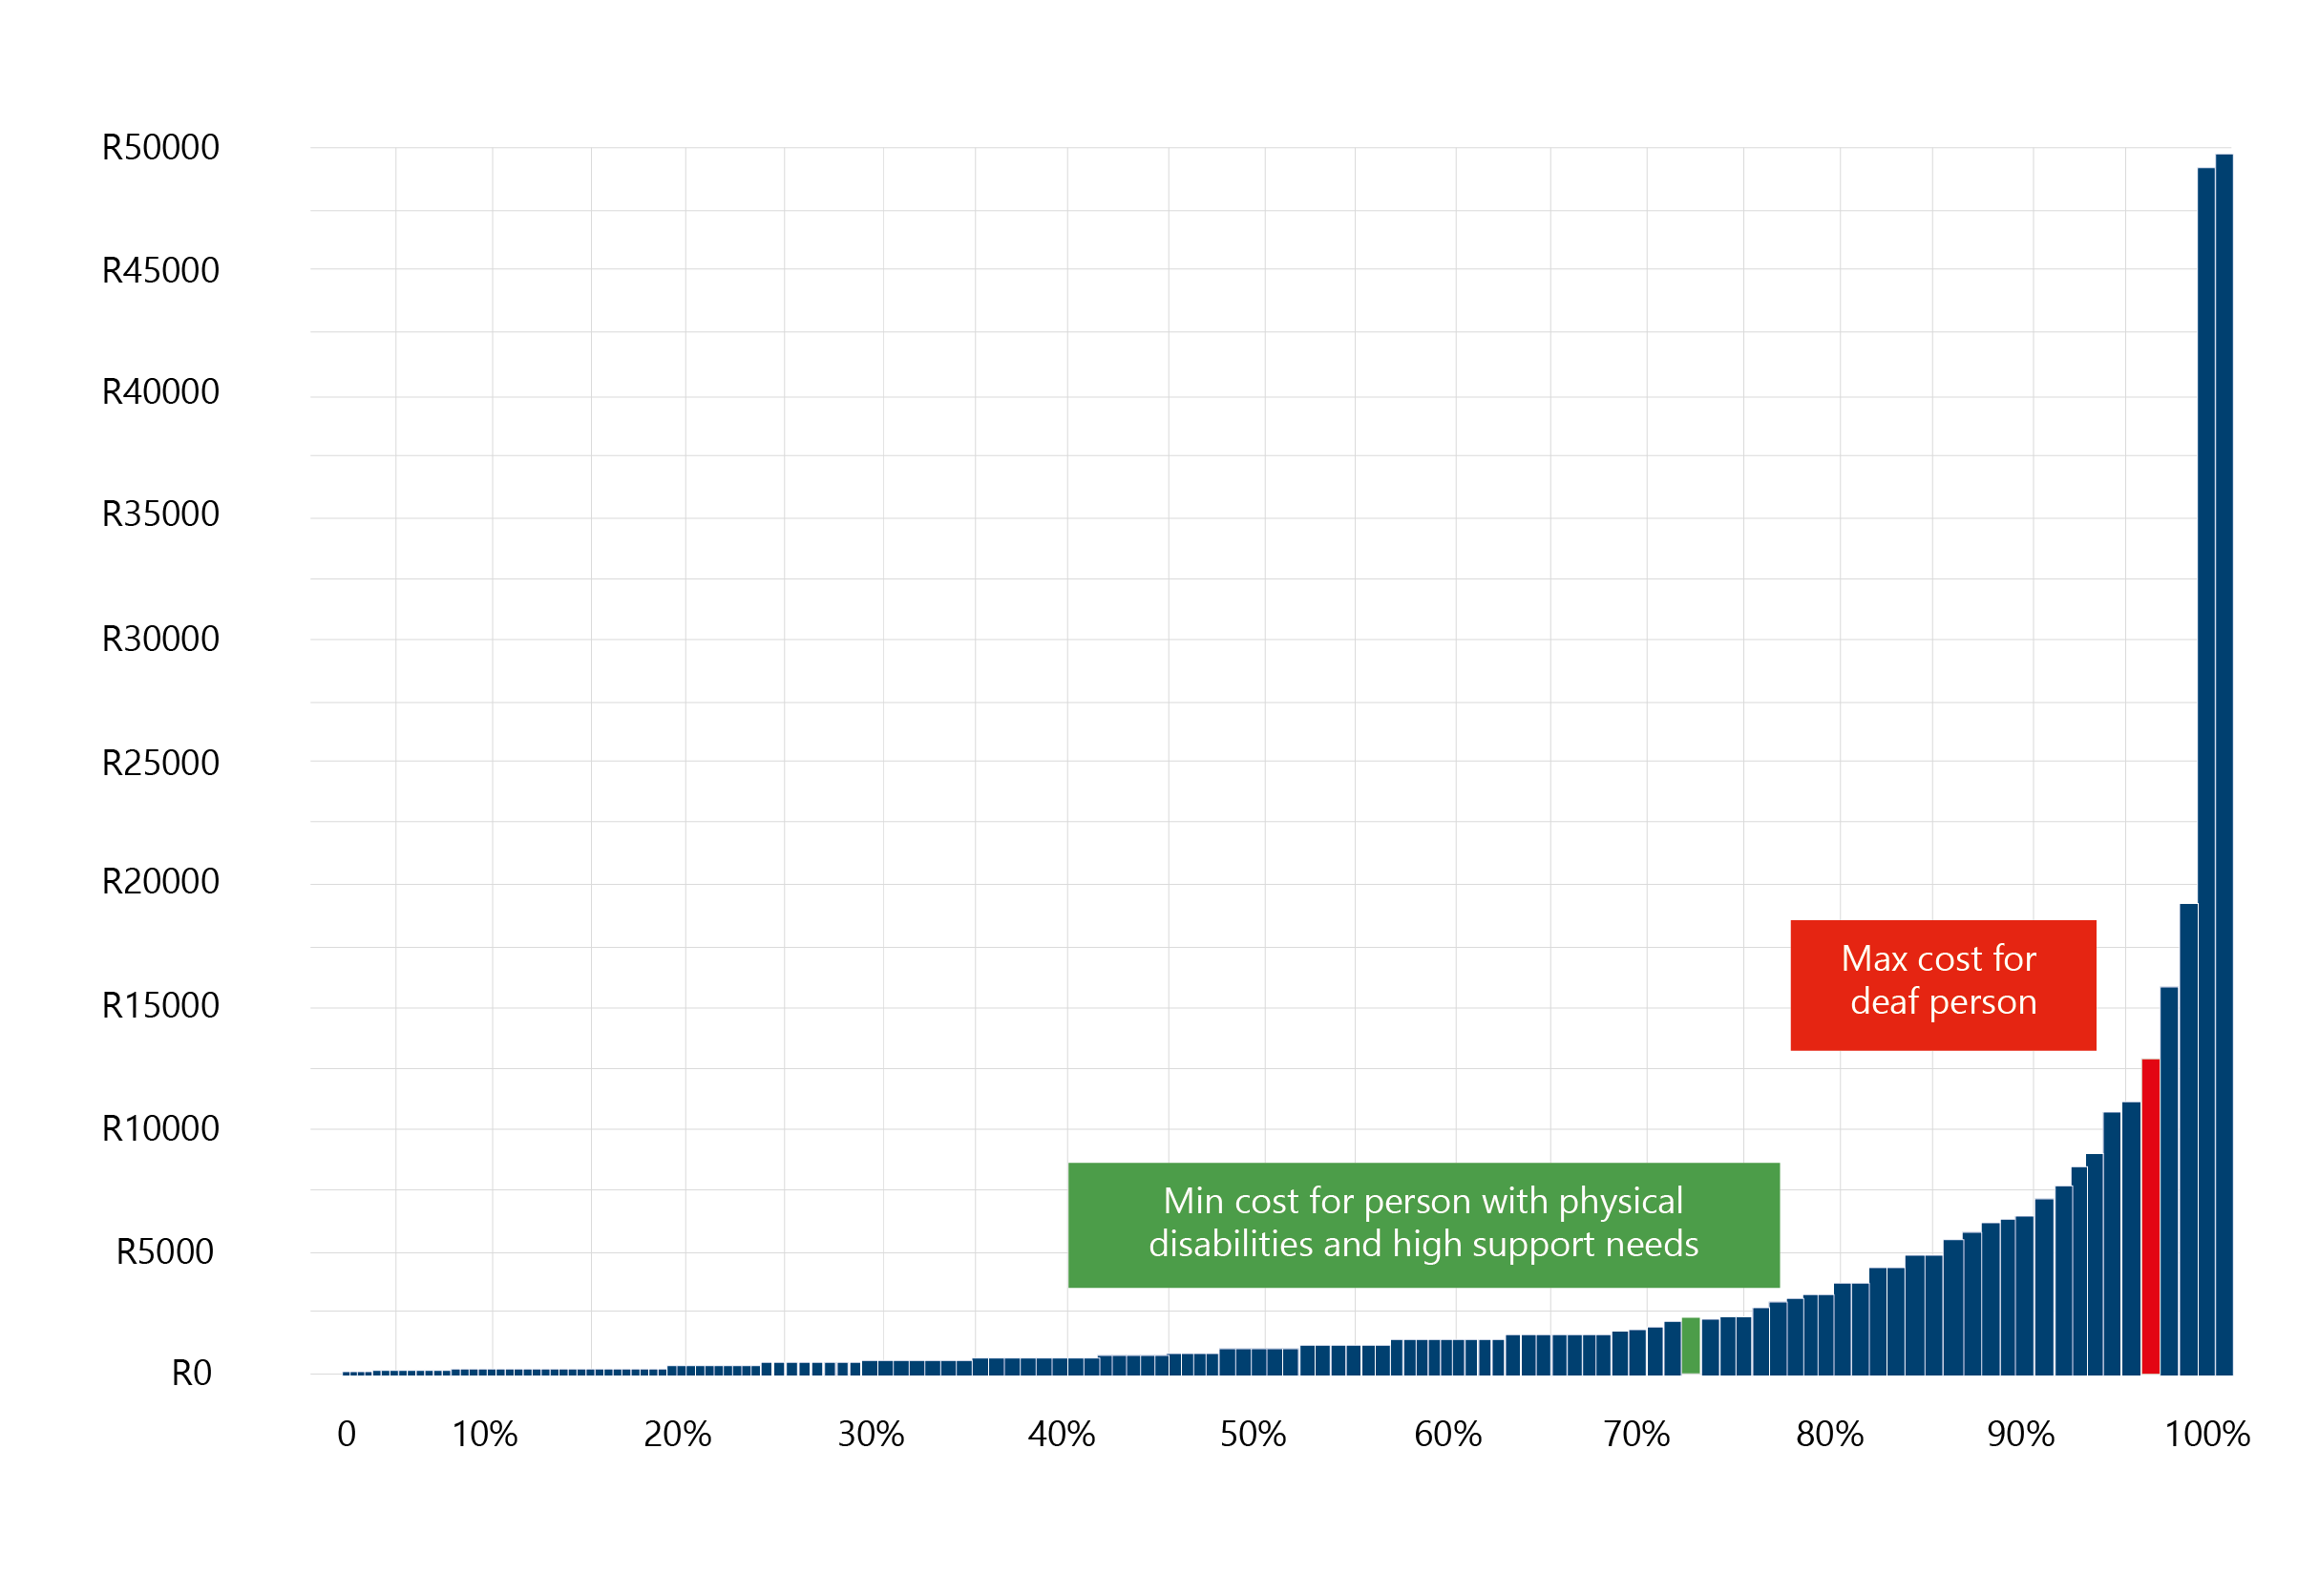 R50000
R45000
R40000
R35000
R30000
R25000
R20000
R15000
R10000
R5000
R0
Max cost for
deaf person
Min cost for person with physical
disabilities and high support needs
0 10% 20% 30% 40% 50% 60% 70% 80% 90% 100%